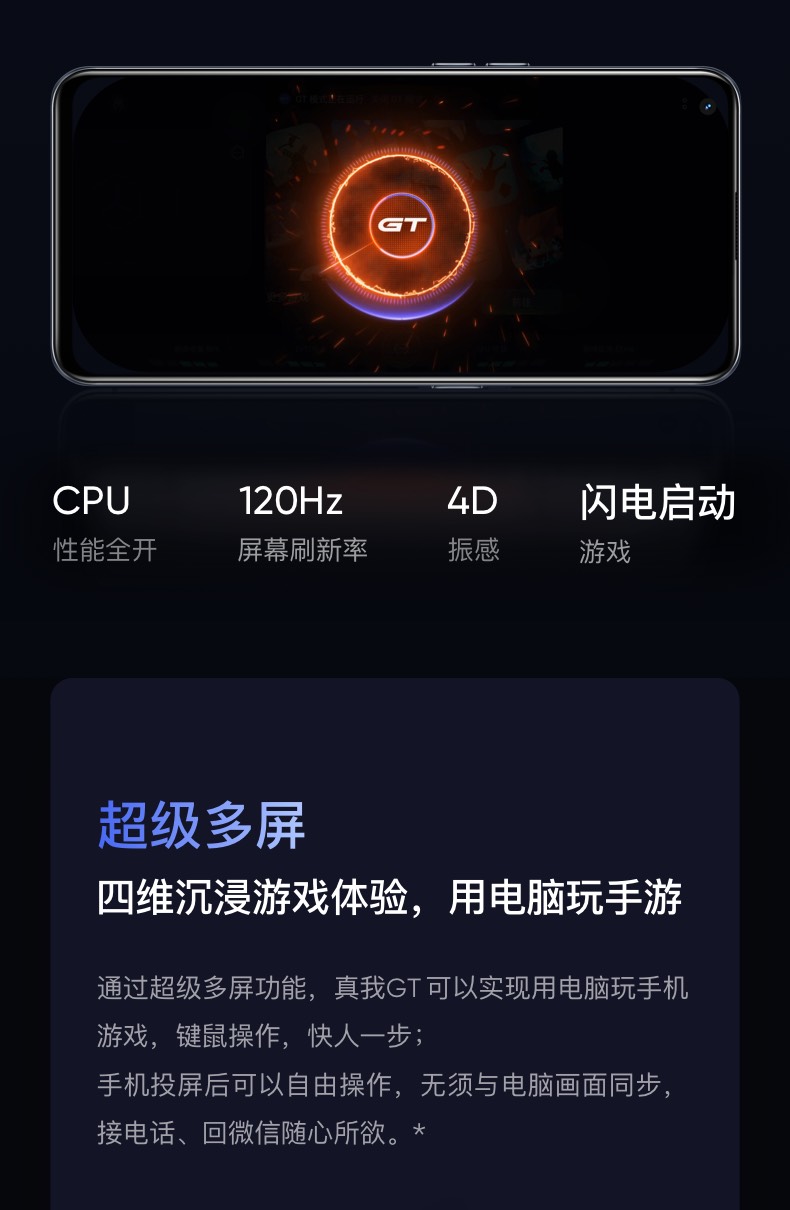 GT
CPU 120Hz 4D 闪电启动
性能全开 屏幕刷新率 振感 游戏
超级多屏
四维沉浸游戏体验，用电脑玩手游
通过超级多屏功能，真我GT可以实现用电脑玩手机
游戏，键鼠操作，快人一步；
手机投屏后可以自由操作，无须与电脑画面同步，
接电话、回微信随心所欲。*